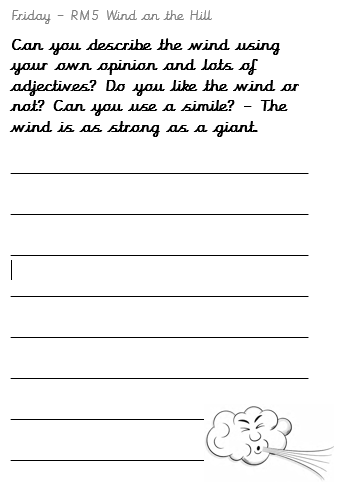 Friday - RM5 Wind on the Hill
Can you describe the wind using
your own opinion and lots of
adjectives? Do you like the wind or
not? Can you use a simile? - The
wind is as strong as a giant.